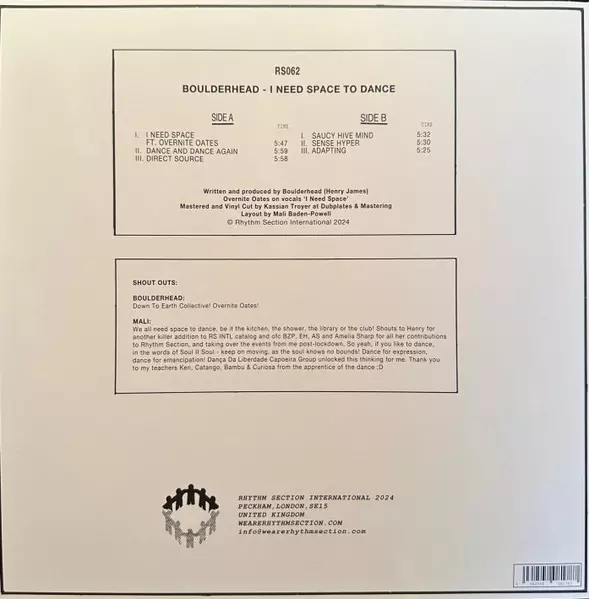 RS062
BOULDERHEAD - I NEED SPACE TO DANCE
SIDE A
TIME
I. I NEED SPACE
FT. OVERNITE OATES 5:47
II. DANCE AND DANCE AGAIN 5:59
III. DIRECT SOURCE 5:58
SIDE B
TIME
I. SAUCY HIVE MIND 5:32
II. SENSE HYPER 5:30
III. ADAPTING 5:25
Written and produced by Boulderhead (Henry James)
Overnite Oates on vocals 'I Need Space'
Mastered and Vinyl Cut by Kassian Troyer at Dubplates & Mastering
Layout by Mali Baden-Powell
© Rhythm Section International 2024
SHOUT OUTS:
BOULDERHEAD:
Down To Earth Collective! Overnite Oates!
MALI:
We all need space to dance, be it the kitchen, the shower, the library or the club! Shouts to Henry for
another killer addition to RS INTL catalog and ofc BZP, EH, AS and Amelia Sharp for all her contributions
to Rhythm Section, and taking over the events from me post-lockdown. So yeah, if you like to dance,
in the words of Soul II Soul - keep on moving, as the soul knows no bounds! Dance for expression,
dance for emancipation! Dança Da Liberdade Capoeira Group unlocked this thinking for me. Thank you
to my teachers Ken, Catango, Bambu & Curiosa from the apprentice of the dance ;D
RHYTHM SECTION INTERNATIONAL 2024
PECKHAM,LONDON,SE15
UNITED KINGDOM
WEARERHYTHMSECTION.COM
info@wearerhythmsection.com